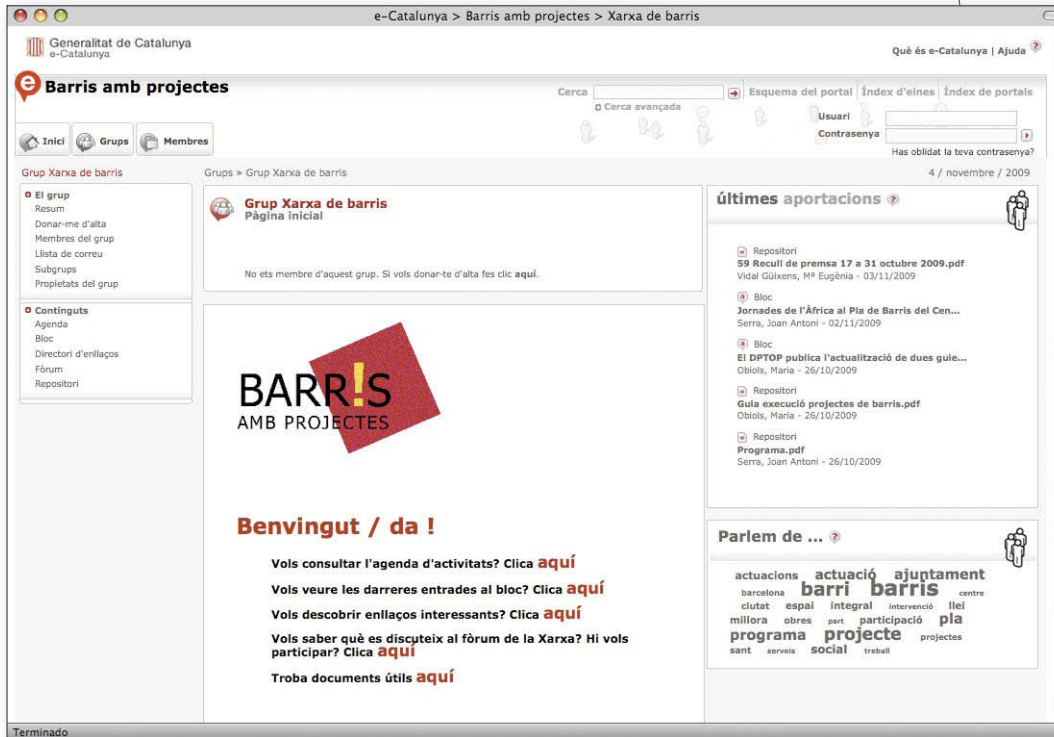 e-Catalunya > Barris amb projectes > Xarxa de barris
Generalitat de Catalunya
e-Catalunya
Què és e-Catalunya | Ajuda ?
e Barris amb projectes
Cerca
Esquema del portal | Índex d'eines | Índex de portals
Cerca avançada
Usuari
Contrasenya
Has oblidat la teva contrasenya?
Inici
Grups
Membres
Grup Xarxa de barris
Grups » Grup Xarxa de barris
4 / novembre / 2009
El grup
Resum
Donar-me d'alta
Membres del grup
Llista de correu
Subgrups
Propietats del grup
Continguts
Agenda
Bloc
Directori d'enllaços
Fòrum
Repositori
Grup Xarxa de barris
Pàgina inicial
No ets membre d'aquest grup. Si vols donar-te d'alta fes clic aquí.
BARR!S
AMB PROJECTES
Benvingut / da !
Vols consultar l'agenda d'activitats? Clica aquí
Vols veure les darreres entrades al bloc? Clica aquí
Vols descobrir enllaços interessants? Clica aquí
Vols saber què es discuteix al fòrum de la Xarxa? Hi vols
participar? Clica aquí
Troba documents útils aquí
últimes aportacions ?
Repositori
59 Recull de premsa 17 a 31 octubre 2009.pdf
Vidal Güixens, Mª Eugènia - 03/11/2009
Bloc
Jornades de l'Àfrica al Pla de Barris del Cen...
Serra, Joan Antoni - 02/11/2009
Bloc
El DPTOP publica l'actualització de dues guie...
Obiols, Maria - 26/10/2009
Repositori
Guia execució projectes de barris.pdf
Obiols, Maria - 26/10/2009
Repositori
Programa.pdf
Serra, Joan Antoni - 26/10/2009
Parlem de ... ?
actuacions actuació ajuntament
barcelona barri barris centre
ciutat espai integral intervenció llei
millora obres part participació pla
programa projecte projectes
sant serveis social treball
Terminado